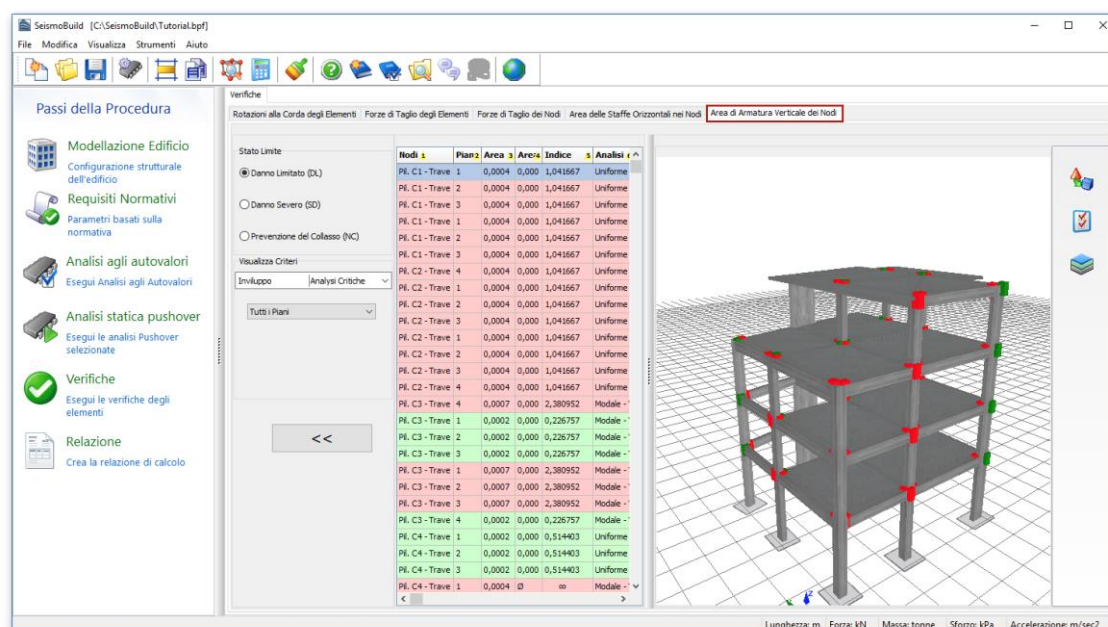 SeismoBuild [C:\SeismoBuild\Tutorial.bpf]
File Modifica Visualizza Strumenti Aiuto
Passi della Procedura
Modellazione Edificio
Configurazione strutturale
dell'edificio
Requisiti Normativi
Parametri basati sulla
normativa
Analisi agli autovalori
Esegui Analisi agli Autovalori
Analisi statica pushover
Esegui le analisi Pushover
selezionate
Verifiche
Esegui le verifiche degli
elementi
Relazione
Crea la relazione di calcolo
Verifiche
Rotazioni alla Corda degli Elementi Forze di Taglio degli Elementi Forze di Taglio dei Nodi Area delle Staffe Orizzontali nei Nodi Area di Armatura Verticale dei Nodi
Stato Limite
Danno Limitato (DL)
Danno Severo (SD)
Prevenzione del Collasso (NC)
Visualizza Criteri
Inviluppo Analysi Critiche
Tutti i Piani
<<
Nodi 1 Pian 2 Area 3 Are 4 Indice 5 Analisi
Pil. C1 - Trave 1 0,0004 0,000 1,041667 Uniforme
Pil. C1 - Trave 2 0,0004 0,000 1,041667 Uniforme
Pil. C1 - Trave 3 0,0004 0,000 1,041667 Uniforme
Pil. C1 - Trave 1 0,0004 0,000 1,041667 Uniforme
Pil. C1 - Trave 2 0,0004 0,000 1,041667 Uniforme
Pil. C1 - Trave 3 0,0004 0,000 1,041667 Uniforme
Pil. C2 - Trave 4 0,0004 0,000 1,041667 Uniforme
Pil. C2 - Trave 1 0,0004 0,000 1,041667 Uniforme
Pil. C2 - Trave 2 0,0004 0,000 1,041667 Uniforme
Pil. C2 - Trave 3 0,0004 0,000 1,041667 Uniforme
Pil. C2 - Trave 1 0,0004 0,000 1,041667 Uniforme
Pil. C2 - Trave 2 0,0004 0,000 1,041667 Uniforme
Pil. C2 - Trave 3 0,0004 0,000 1,041667 Uniforme
Pil. C2 - Trave 4 0,0004 0,000 1,041667 Uniforme
Pil. C3 - Trave 4 0,0007 0,000 2,380952 Modale -
Pil. C3 - Trave 1 0,0002 0,000 0,226757 Modale -
Pil. C3 - Trave 2 0,0002 0,000 0,226757 Modale -
Pil. C3 - Trave 3 0,0002 0,000 0,226757 Modale -
Pil. C3 - Trave 1 0,0007 0,000 2,380952 Modale -
Pil. C3 - Trave 2 0,0007 0,000 2,380952 Modale -
Pil. C3 - Trave 3 0,0007 0,000 2,380952 Modale -
Pil. C3 - Trave 4 0,0002 0,000 0,226757 Modale -
Pil. C4 - Trave 1 0,0002 0,000 0,514403 Uniforme
Pil. C4 - Trave 2 0,0002 0,000 0,514403 Uniforme
Pil. C4 - Trave 3 0,0002 0,000 0,514403 Uniforme
Pil. C4 - Trave 1 0,0004 Ø ∞ Modale -
z
Lunghezza: m Forza: kN Massa: tonne Sforzo: kPa Accelerazione: m/sec2